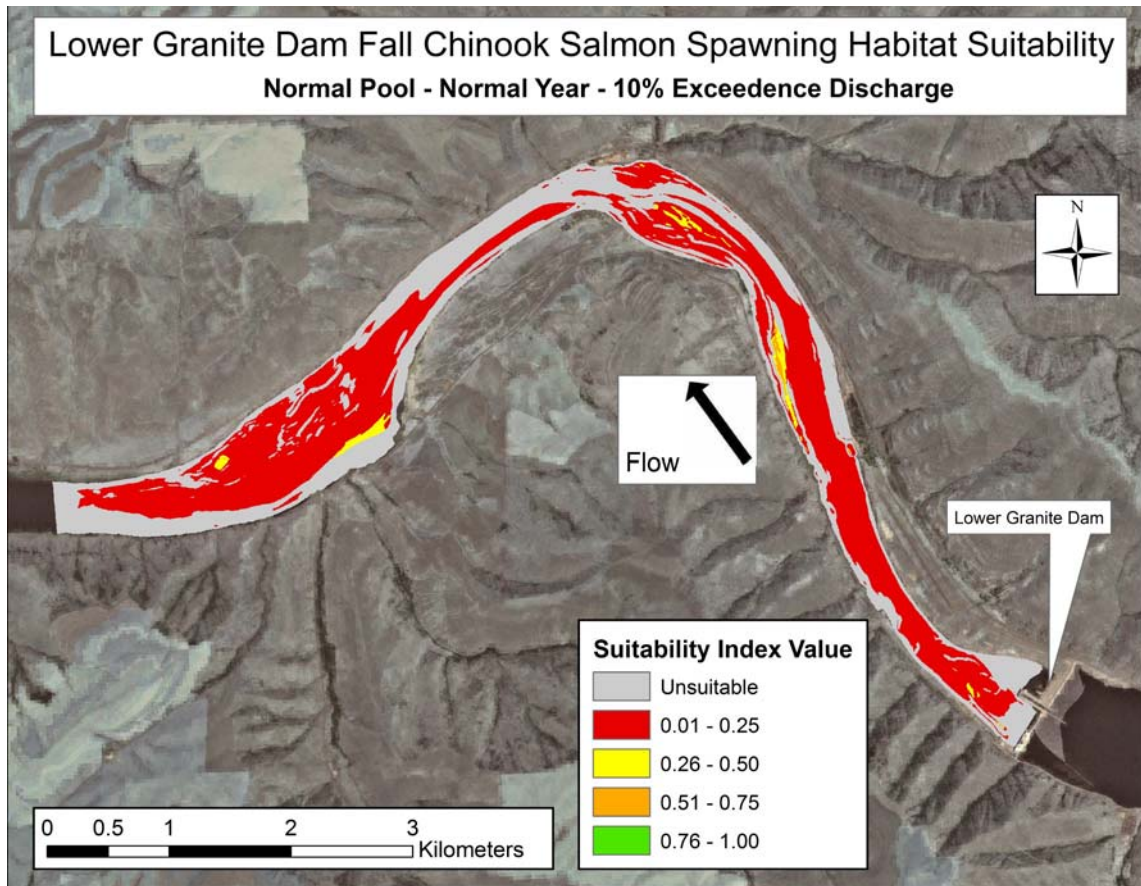 Lower Granite Dam Fall Chinook Salmon Spawning Habitat Suitability
Normal Pool - Normal Year - 10% Exceedence Discharge
N
Flow
Lower Granite Dam
Suitability Index Value
Unsuitable
0.01 - 0.25
0.26 - 0.50
0.51 - 0.75
0.76 - 1.00
0 0.5 1 2 3
Kilometers